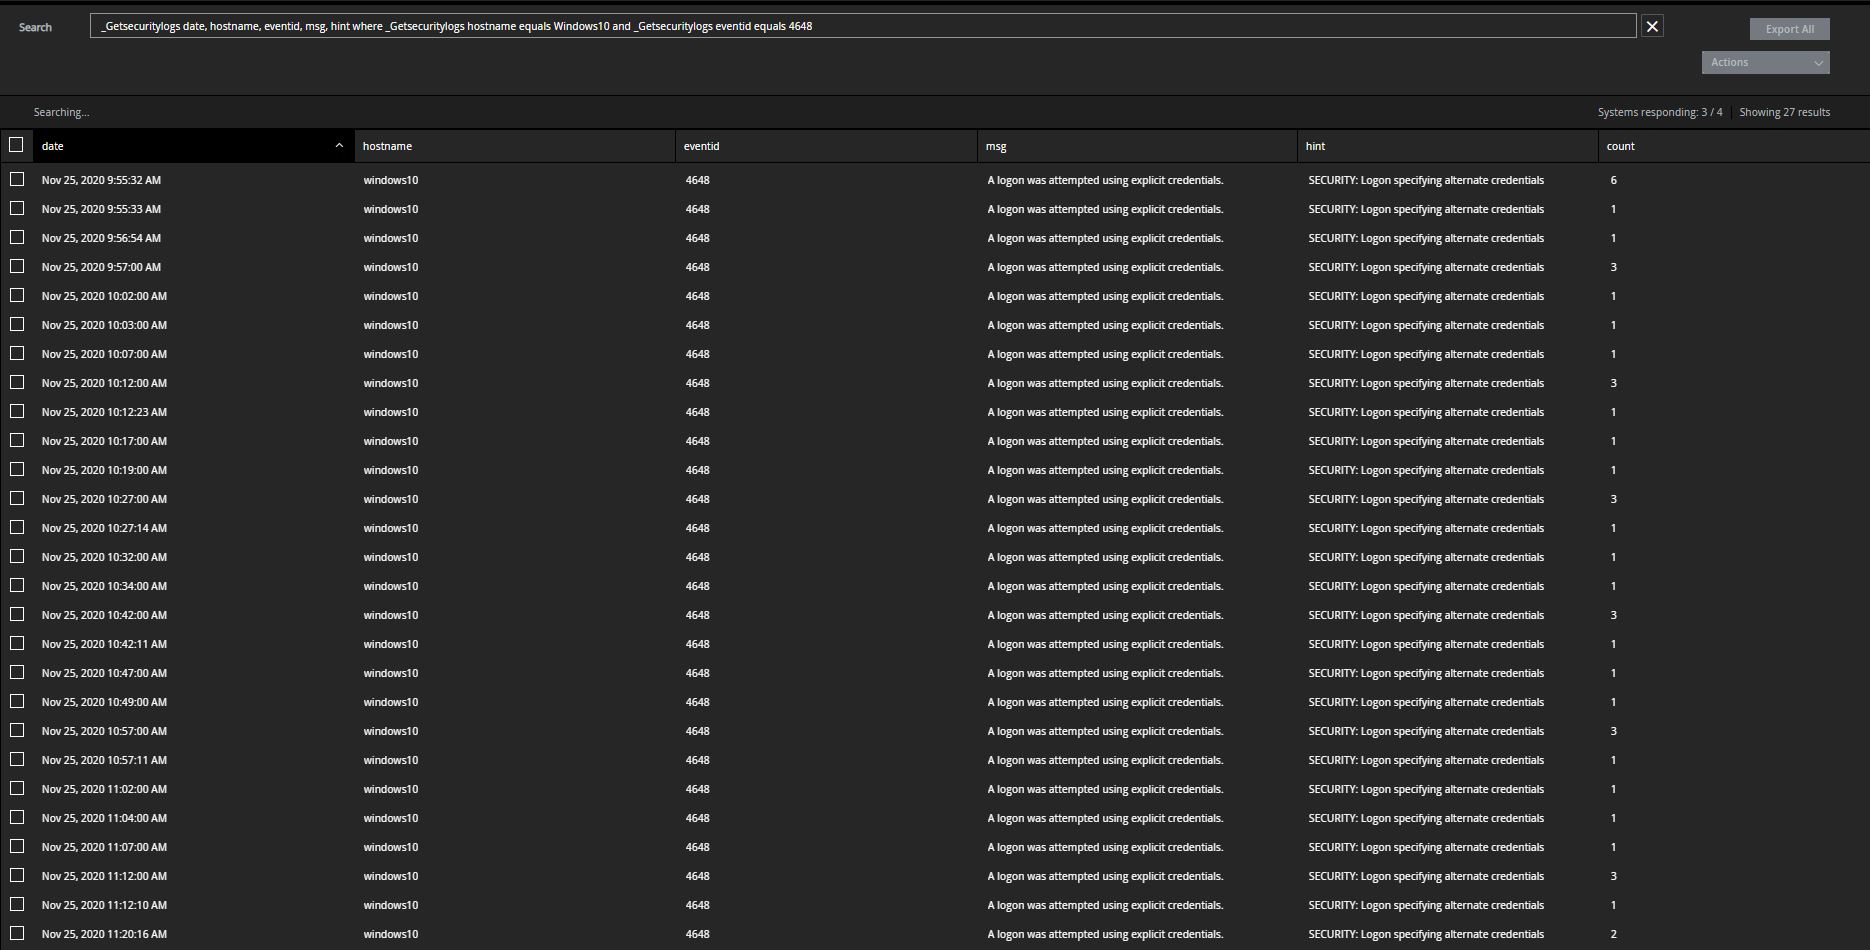 Search _Getsecuritylogs date, hostname, eventid, msg, hint where _Getsecuritylogs hostname equals Windows10 and _Getsecuritylogs eventid equals 4648 Export All
Actions
Searching... Systems responding: 3 / 4 Showing 27 results
date hostname eventid msg hint count
Nov 25, 2020 9:55:32 AM windows10 4648 A logon was attempted using explicit credentials. SECURITY: Logon specifying alternate credentials 6
Nov 25, 2020 9:55:33 AM windows10 4648 A logon was attempted using explicit credentials. SECURITY: Logon specifying alternate credentials 1
Nov 25, 2020 9:56:54 AM windows10 4648 A logon was attempted using explicit credentials. SECURITY: Logon specifying alternate credentials 1
Nov 25, 2020 9:57:00 AM windows10 4648 A logon was attempted using explicit credentials. SECURITY: Logon specifying alternate credentials 3
Nov 25, 2020 10:02:00 AM windows10 4648 A logon was attempted using explicit credentials. SECURITY: Logon specifying alternate credentials 1
Nov 25, 2020 10:03:00 AM windows10 4648 A logon was attempted using explicit credentials. SECURITY: Logon specifying alternate credentials 1
Nov 25, 2020 10:07:00 AM windows10 4648 A logon was attempted using explicit credentials. SECURITY: Logon specifying alternate credentials 1
Nov 25, 2020 10:12:00 AM windows10 4648 A logon was attempted using explicit credentials. SECURITY: Logon specifying alternate credentials 3
Nov 25, 2020 10:12:23 AM windows10 4648 A logon was attempted using explicit credentials. SECURITY: Logon specifying alternate credentials 1
Nov 25, 2020 10:17:00 AM windows10 4648 A logon was attempted using explicit credentials. SECURITY: Logon specifying alternate credentials 1
Nov 25, 2020 10:19:00 AM windows10 4648 A logon was attempted using explicit credentials. SECURITY: Logon specifying alternate credentials 1
Nov 25, 2020 10:27:00 AM windows10 4648 A logon was attempted using explicit credentials. SECURITY: Logon specifying alternate credentials 3
Nov 25, 2020 10:27:14 AM windows10 4648 A logon was attempted using explicit credentials. SECURITY: Logon specifying alternate credentials 1
Nov 25, 2020 10:32:00 AM windows10 4648 A logon was attempted using explicit credentials. SECURITY: Logon specifying alternate credentials 1
Nov 25, 2020 10:34:00 AM windows10 4648 A logon was attempted using explicit credentials. SECURITY: Logon specifying alternate credentials 1
Nov 25, 2020 10:42:00 AM windows10 4648 A logon was attempted using explicit credentials. SECURITY: Logon specifying alternate credentials 3
Nov 25, 2020 10:42:11 AM windows10 4648 A logon was attempted using explicit credentials. SECURITY: Logon specifying alternate credentials 1
Nov 25, 2020 10:47:00 AM windows10 4648 A logon was attempted using explicit credentials. SECURITY: Logon specifying alternate credentials 1
Nov 25, 2020 10:49:00 AM windows10 4648 A logon was attempted using explicit credentials. SECURITY: Logon specifying alternate credentials 1
Nov 25, 2020 10:57:00 AM windows10 4648 A logon was attempted using explicit credentials. SECURITY: Logon specifying alternate credentials 3
Nov 25, 2020 10:57:11 AM windows10 4648 A logon was attempted using explicit credentials. SECURITY: Logon specifying alternate credentials 1
Nov 25, 2020 11:02:00 AM windows10 4648 A logon was attempted using explicit credentials. SECURITY: Logon specifying alternate credentials 1
Nov 25, 2020 11:04:00 AM windows10 4648 A logon was attempted using explicit credentials. SECURITY: Logon specifying alternate credentials 1
Nov 25, 2020 11:07:00 AM windows10 4648 A logon was attempted using explicit credentials. SECURITY: Logon specifying alternate credentials 1
Nov 25, 2020 11:12:00 AM windows10 4648 A logon was attempted using explicit credentials. SECURITY: Logon specifying alternate credentials 3
Nov 25, 2020 11:12:10 AM windows10 4648 A logon was attempted using explicit credentials. SECURITY: Logon specifying alternate credentials 1
Nov 25, 2020 11:20:16 AM windows10 4648 A logon was attempted using explicit credentials. SECURITY: Logon specifying alternate credentials 2